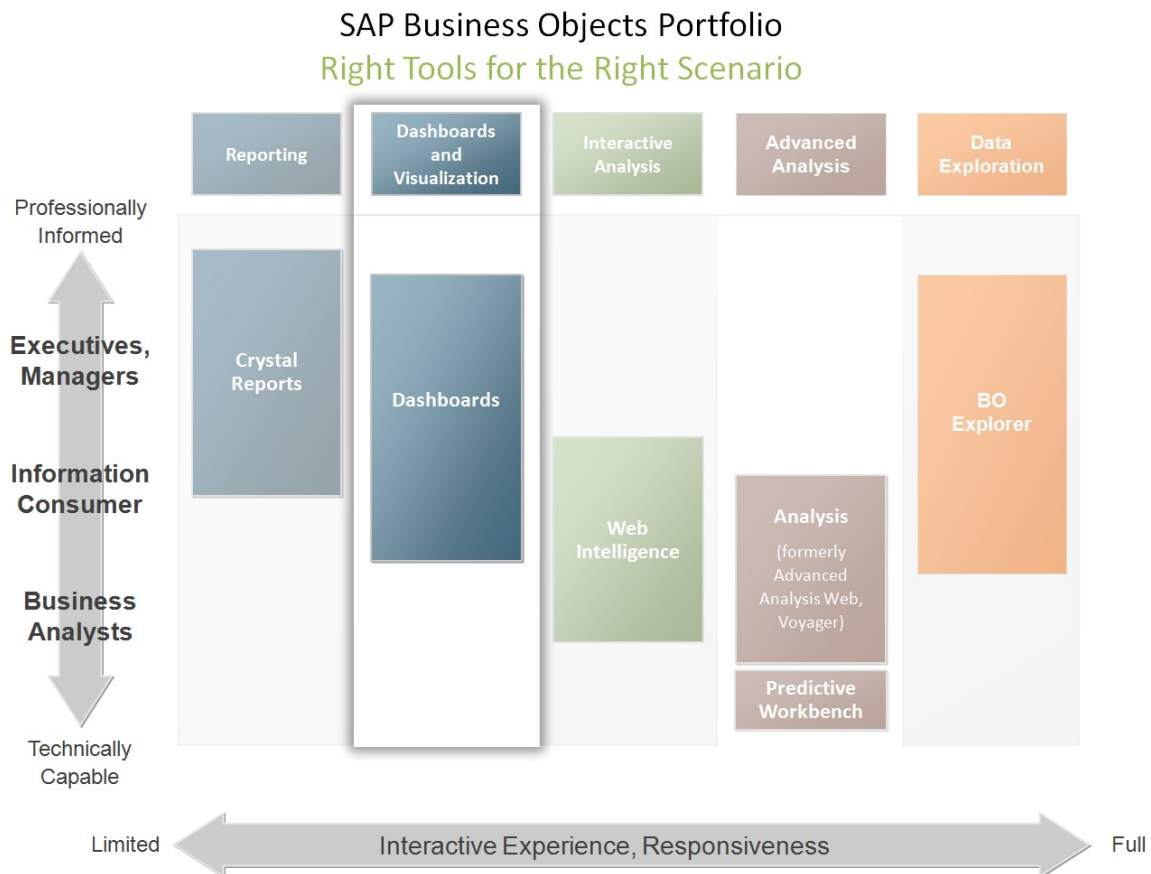 SAP Business Objects Portfolio
Right Tools for the Right Scenario
Reporting
Dashboards
and
Visualization
Interactive
Analysis
Advanced
Analysis
Data
Exploration
Professionally
Informed
Executives,
Managers
Information
Consumer
Business
Analysts
Technically
Capable
Crystal
Reports
Dashboards
Web
Intelligence
Analysis
(formerly
Advanced
Analysis Web,
Voyager)
Predictive
Workbench
BO
Explorer
Limited
Interactive Experience, Responsiveness
Full